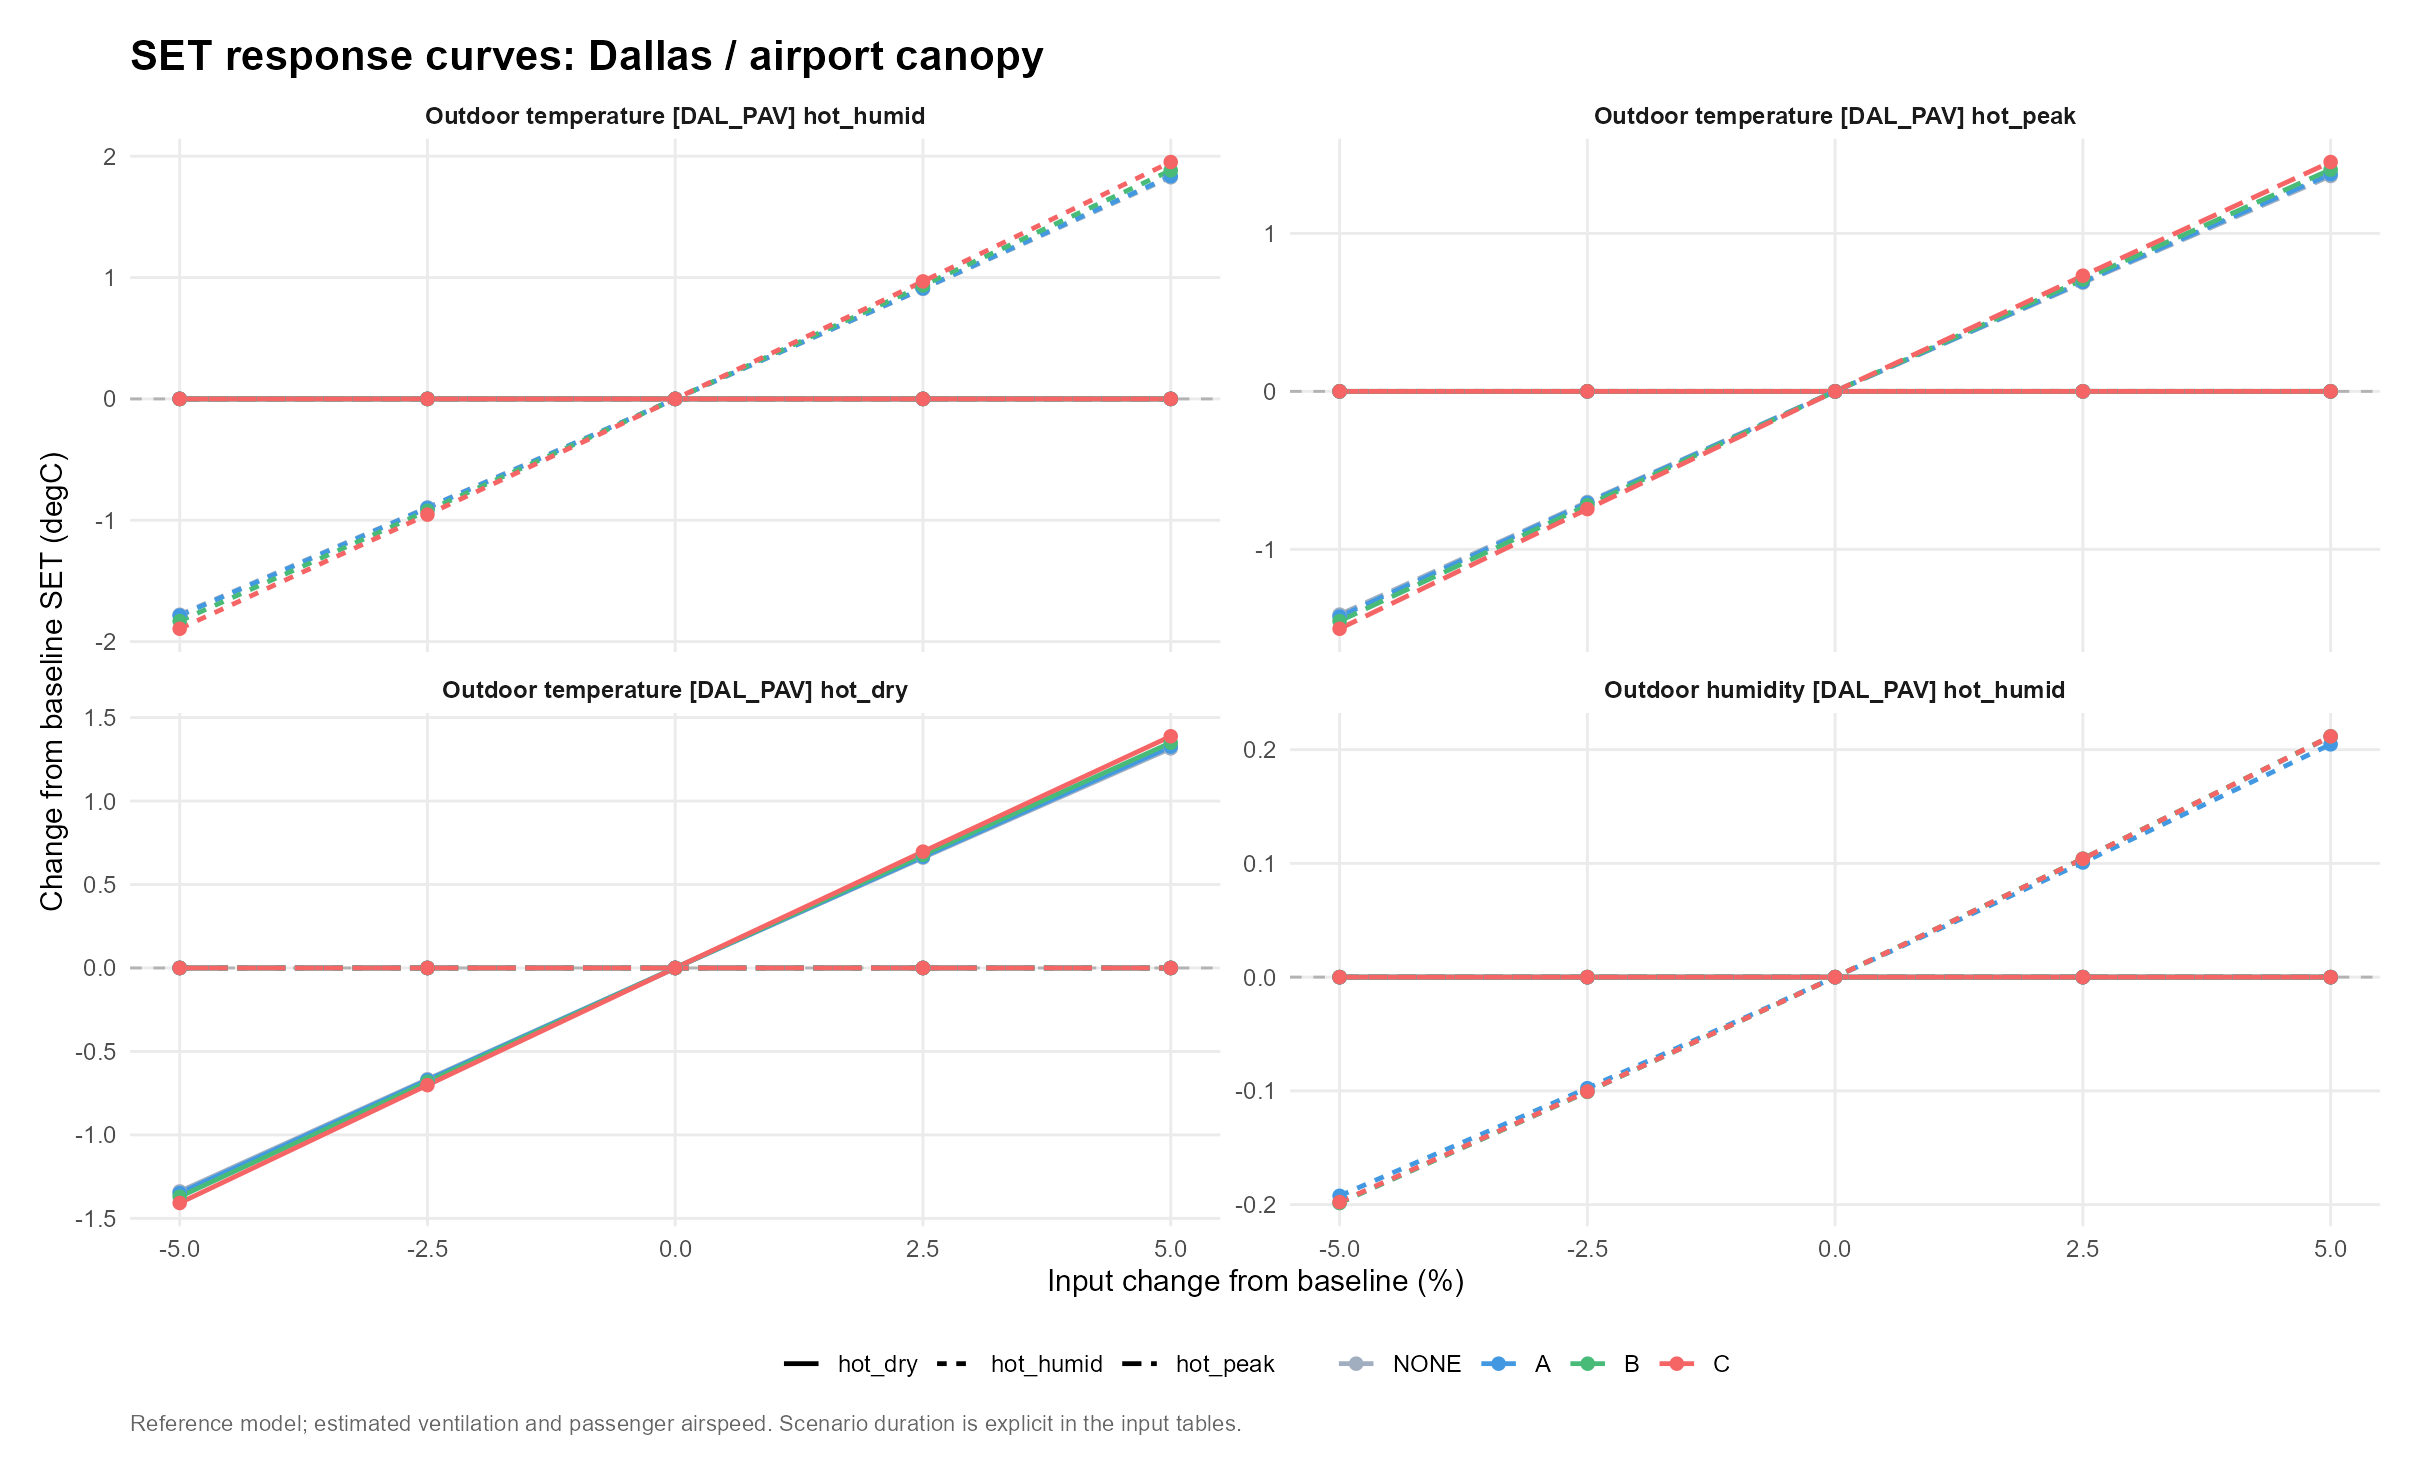 SET response curves: Dallas / airport canopy
Outdoor temperature [DAL_PAV] hot_humid
Outdoor temperature [DAL_PAV] hot_peak
2
1
0
-1
-2
1
0
-1
Outdoor temperature [DAL_PAV] hot_dry
Outdoor humidity [DAL_PAV] hot_humid
1.5
1.0
0.5
0.0
-0.5
-1.0
-1.5
0.2
0.1
0.0
-0.1
-0.2
Change from baseline SET (degC)
-5.0 -2.5 0.0 2.5 5.0
-5.0 -2.5 0.0 2.5 5.0
Input change from baseline (%)
hot_dry hot_humid hot_peak NONE A B C
Reference model; estimated ventilation and passenger airspeed. Scenario duration is explicit in the input tables.